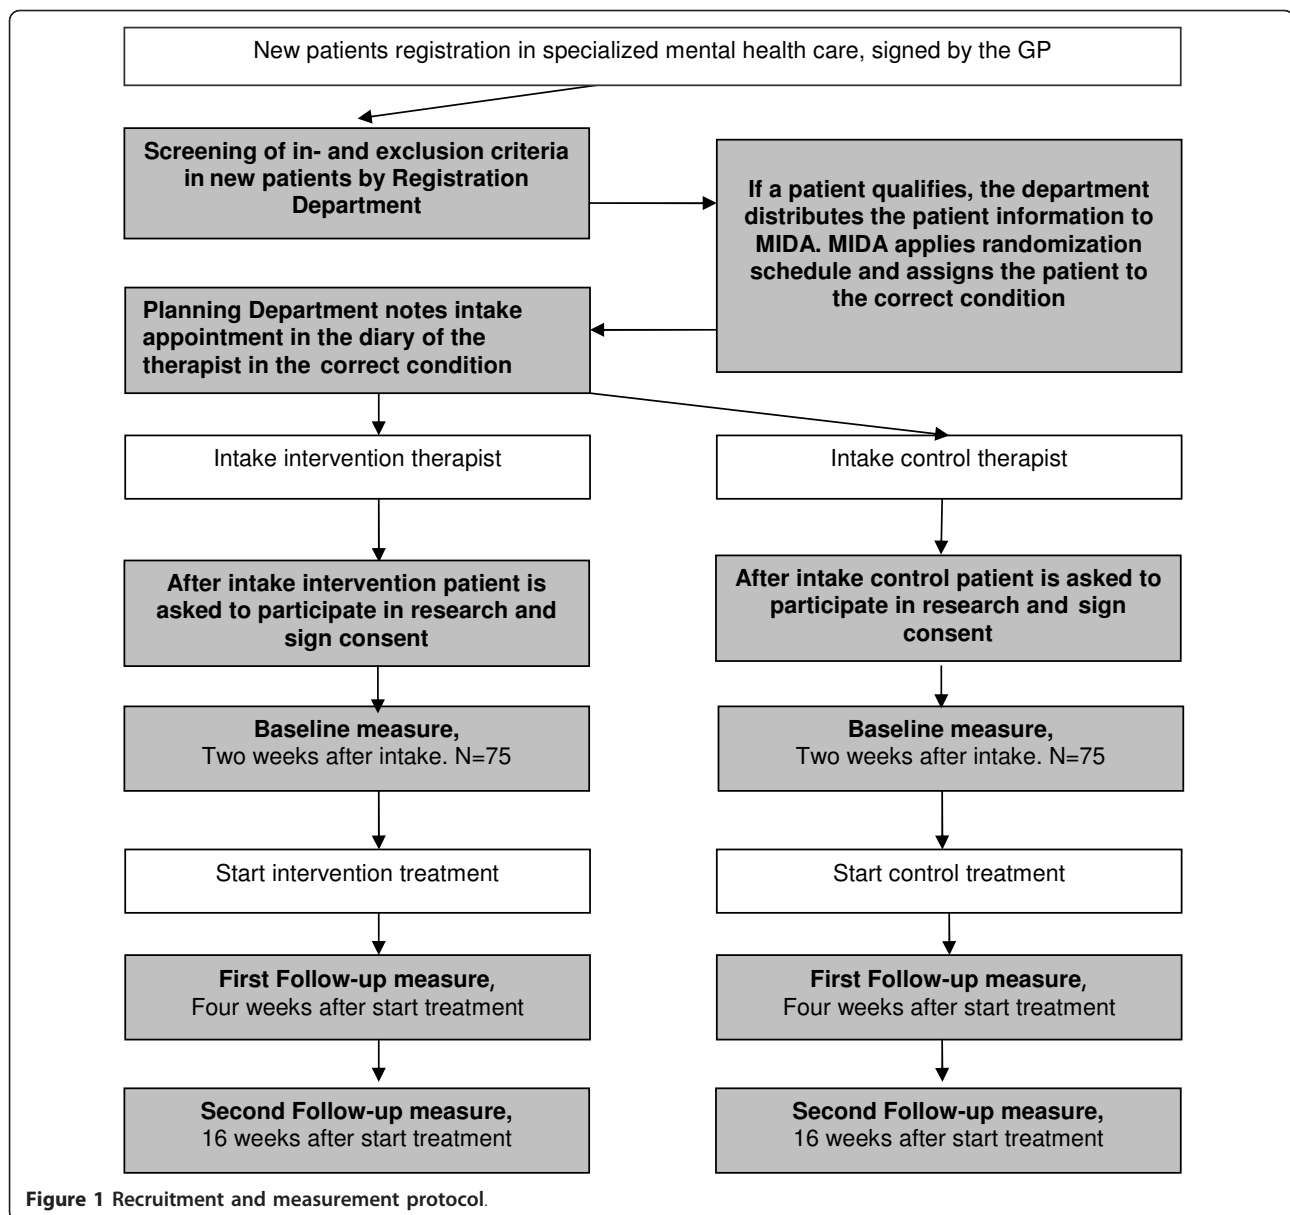 New patients registration in specialized mental health care, signed by the GP
Screening of in- and exclusion criteria
in new patients by Registration
Department
If a patient qualifies, the department
distributes the patient information to
MIDA. MIDA applies randomization
schedule and assigns the patient to
the correct condition
Planning Department notes intake
appointment in the diary of the
therapist in the correct condition
Intake intervention therapist
Intake control therapist
After intake intervention patient is
asked to participate in research and
sign consent
After intake control patient is asked to
participate in research and sign
consent
Baseline measure,
Two weeks after intake. N=75
Baseline measure,
Two weeks after intake. N=75
Start intervention treatment
Start control treatment
First Follow-up measure,
Four weeks after start treatment
First Follow-up measure,
Four weeks after start treatment
Second Follow-up measure,
16 weeks after start treatment
Second Follow-up measure,
16 weeks after start treatment
Figure 1 Recruitment and measurement protocol.